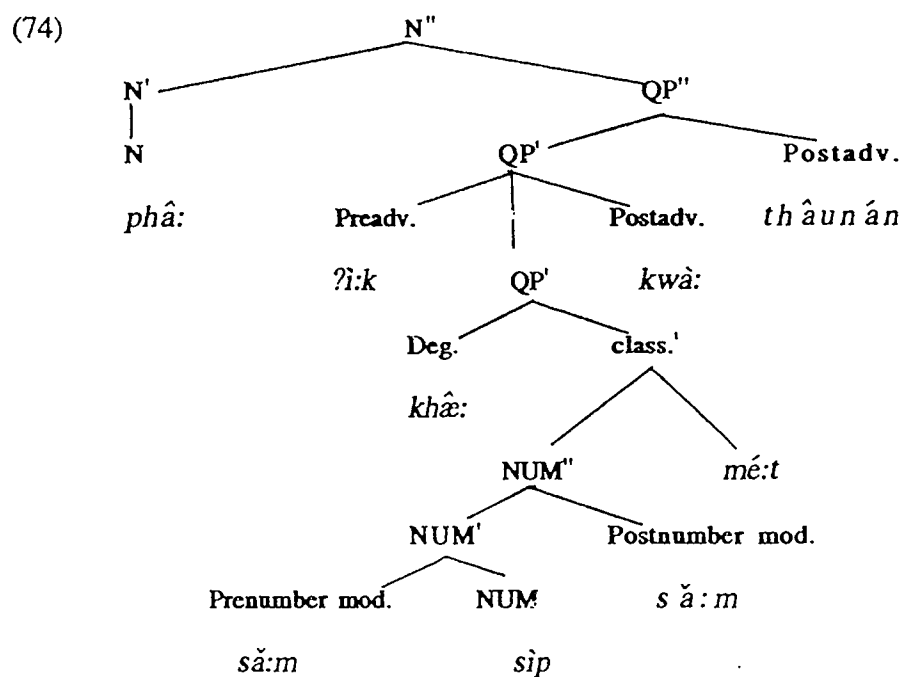 (74)
N"
N' QP"
N QP' Postadv.
phâ: Preadv. Postadv. thâunán
ʔì:k QP' kwà:
Deg. class.'
khâe:
NUM" mé:t
NUM' Postnumber mod.
Prenumber mod. NUM sǎ:m
sǎ:m sìp